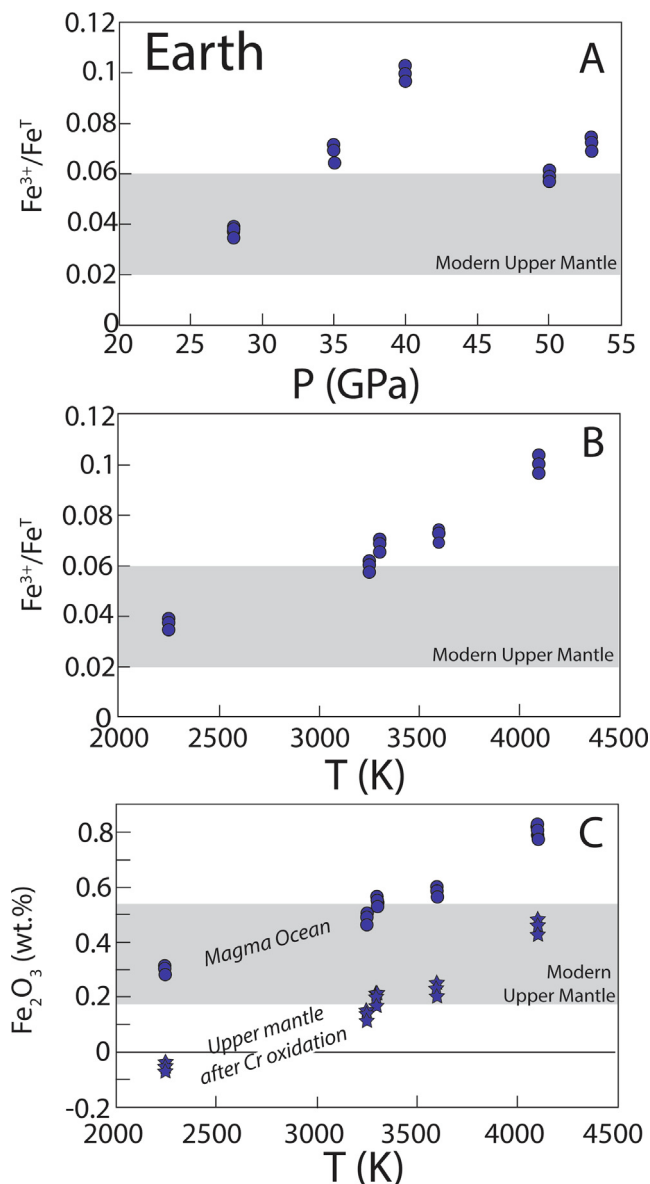 Earth
A
0.12
0.1
0.08
0.06
0.04
0.02
0
Fe³⁺/Feᵀ
Modern Upper Mantle
20 25 30 35 40 45 50 55
P (GPa)
B
0.12
0.1
0.08
0.06
0.04
0.02
0
Fe³⁺/Feᵀ
Modern Upper Mantle
2000 2500 3000 3500 4000 4500
T (K)
C
0.8
0.6
0.4
0.2
0
-0.2
Fe₂O₃ (wt.%)
Magma Ocean
Modern
Upper Mantle
Upper mantle
after Cr oxidation
2000 2500 3000 3500 4000 4500
T (K)